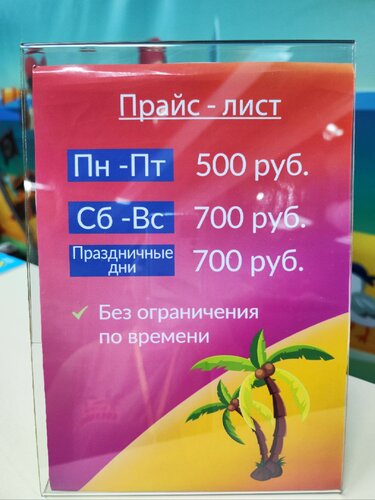 Прайс - лист
Пн -Пт 500 руб.
Сб -Вс 700 руб.
Праздничные
дни 700 руб.
Без ограничения
по времени